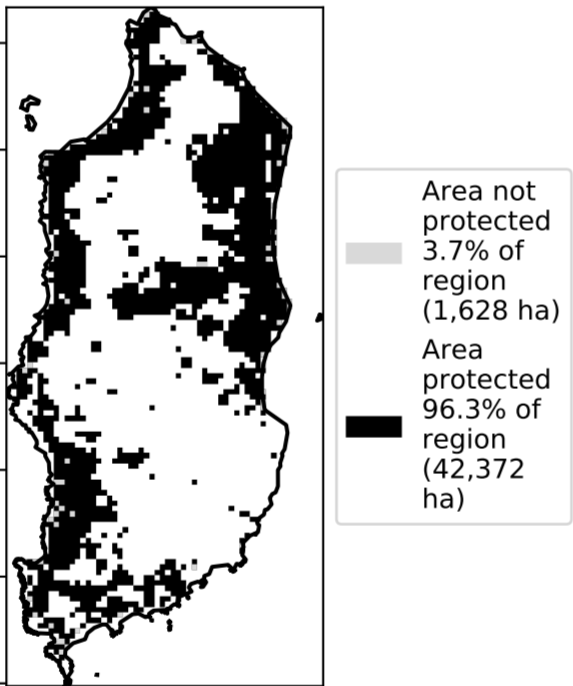 Area not
protected
3.7% of
region
(1,628 ha)
Area
protected
96.3% of
region
(42,372
ha)